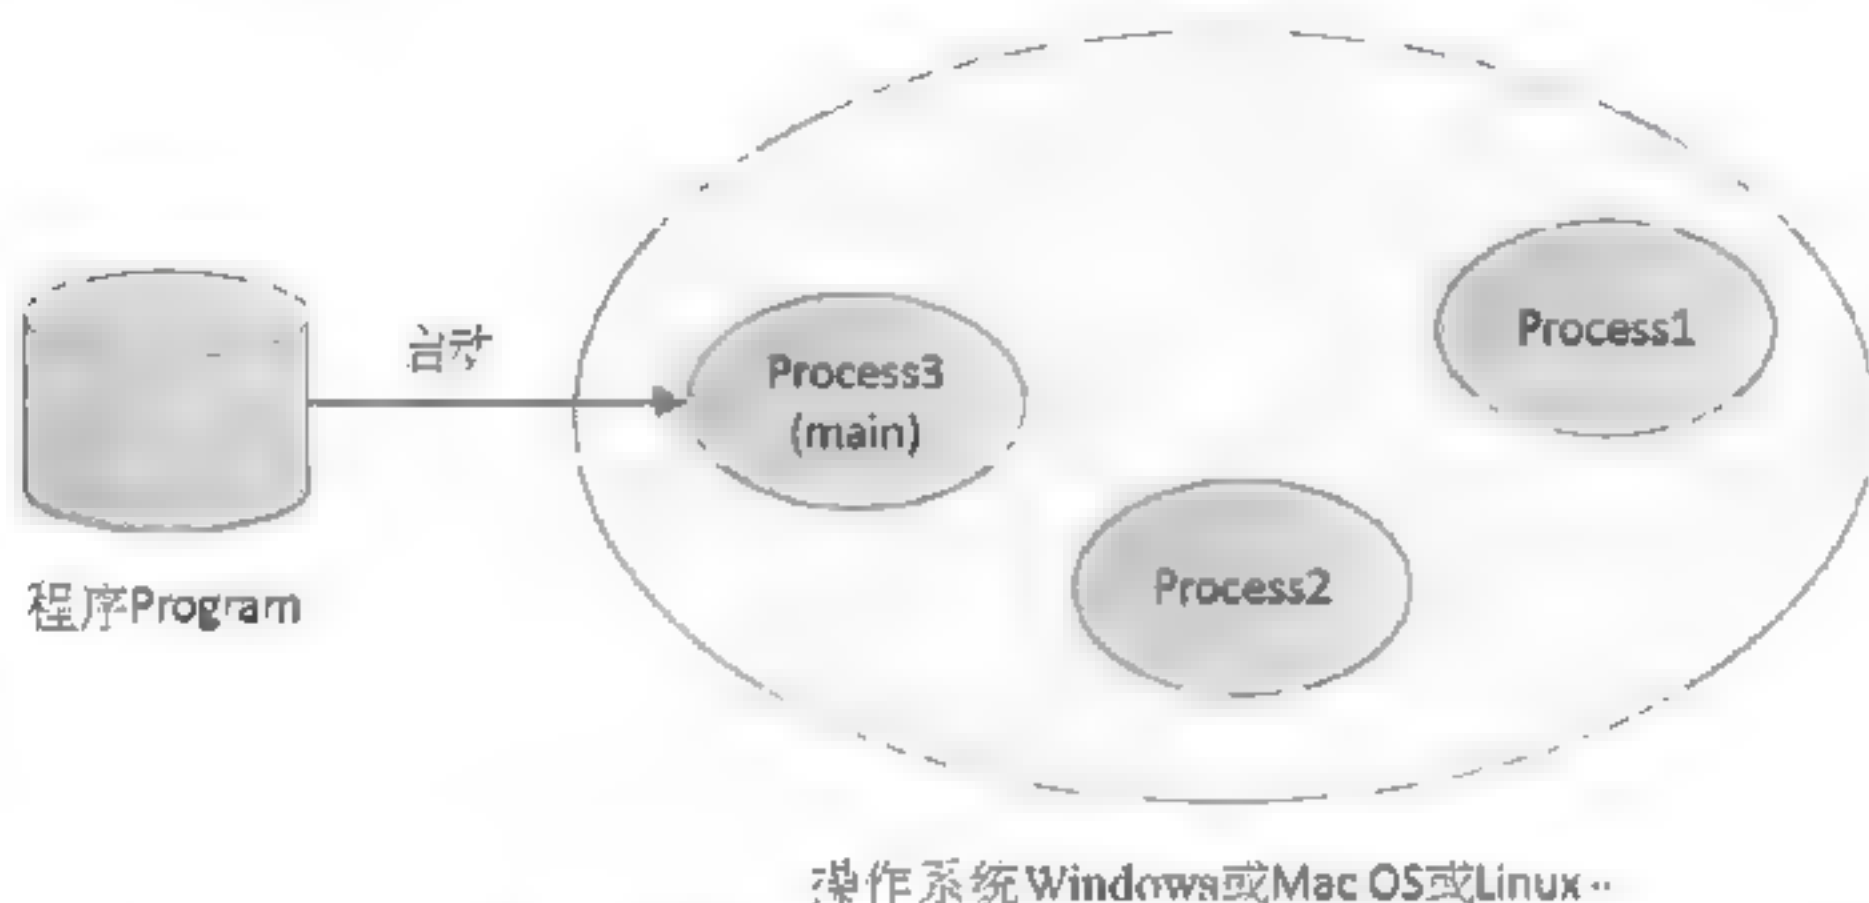 启动
Process3
(main)
Process1
Process2
程序Program
操作系统Windows或Mac OS或Linux··